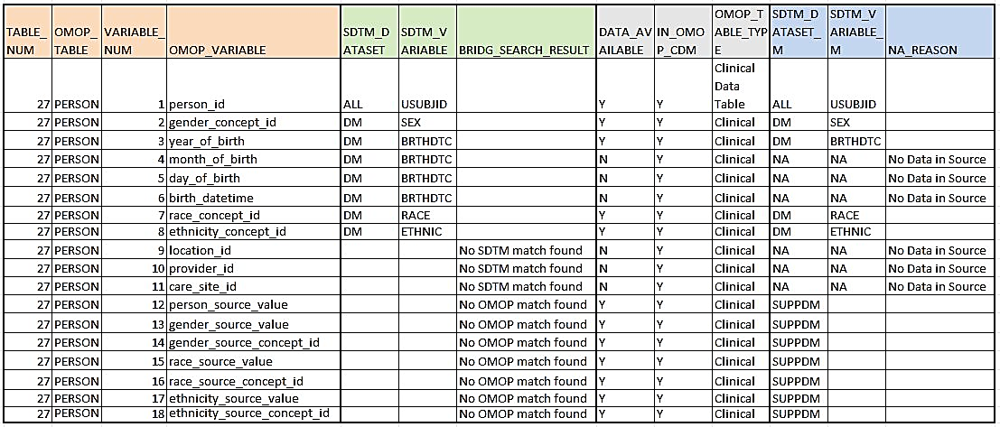 TABLE_NUM OMOP_TABLE VARIABLE_NUM OMOP_VARIABLE SDTM_DATASET SDTM_VARIABLE BRIDG_SEARCH_RESULT DATA_AVAILABLE IN_OMOP_CDM OMOP_TABLE_TYPE SDTM_DATASET_M SDTM_VARIABLE_M NA_REASON
27 PERSON 1 person_id ALL USUBJID Y Y Clinical Data Table ALL USUBJID
27 PERSON 2 gender_concept_id DM SEX Y Y Clinical DM SEX
27 PERSON 3 year_of_birth DM BRTHDTC Y Y Clinical DM BRTHDTC
27 PERSON 4 month_of_birth DM BRTHDTC N Y Clinical NA NA No Data in Source
27 PERSON 5 day_of_birth DM BRTHDTC N Y Clinical NA NA No Data in Source
27 PERSON 6 birth_datetime DM BRTHDTC N Y Clinical NA NA No Data in Source
27 PERSON 7 race_concept_id DM RACE Y Y Clinical DM RACE
27 PERSON 8 ethnicity_concept_id DM ETHNIC Y Y Clinical DM ETHNIC
27 PERSON 9 location_id No SDTM match found N Y Clinical NA NA No Data in Source
27 PERSON 10 provider_id No SDTM match found N Y Clinical NA NA No Data in Source
27 PERSON 11 care_site_id No SDTM match found N Y Clinical NA NA No Data in Source
27 PERSON 12 person_source_value No OMOP match found Y Y Clinical SUPPDM
27 PERSON 13 gender_source_value No OMOP match found Y Y Clinical SUPPDM
27 PERSON 14 gender_source_concept_id No OMOP match found Y Y Clinical SUPPDM
27 PERSON 15 race_source_value No OMOP match found Y Y Clinical SUPPDM
27 PERSON 16 race_source_concept_id No OMOP match found Y Y Clinical SUPPDM
27 PERSON 17 ethnicity_source_value No OMOP match found Y Y Clinical SUPPDM
27 PERSON 18 ethnicity_source_concept_id No OMOP match found Y Y Clinical SUPPDM